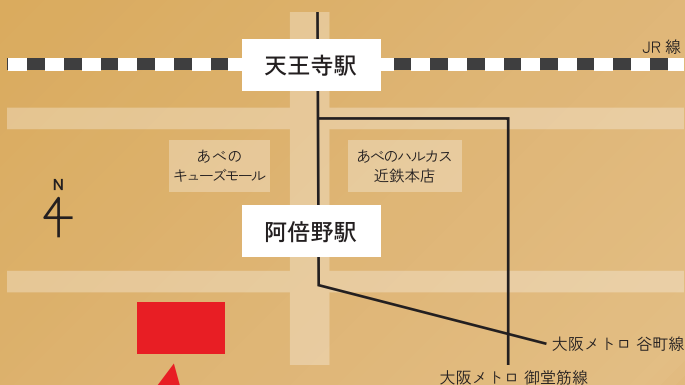 JR 線
天王寺駅
あべの
キューズモール
あべのハルカス
近鉄本店
N
阿倍野駅
大阪メトロ 谷町線
大阪メトロ 御堂筋線